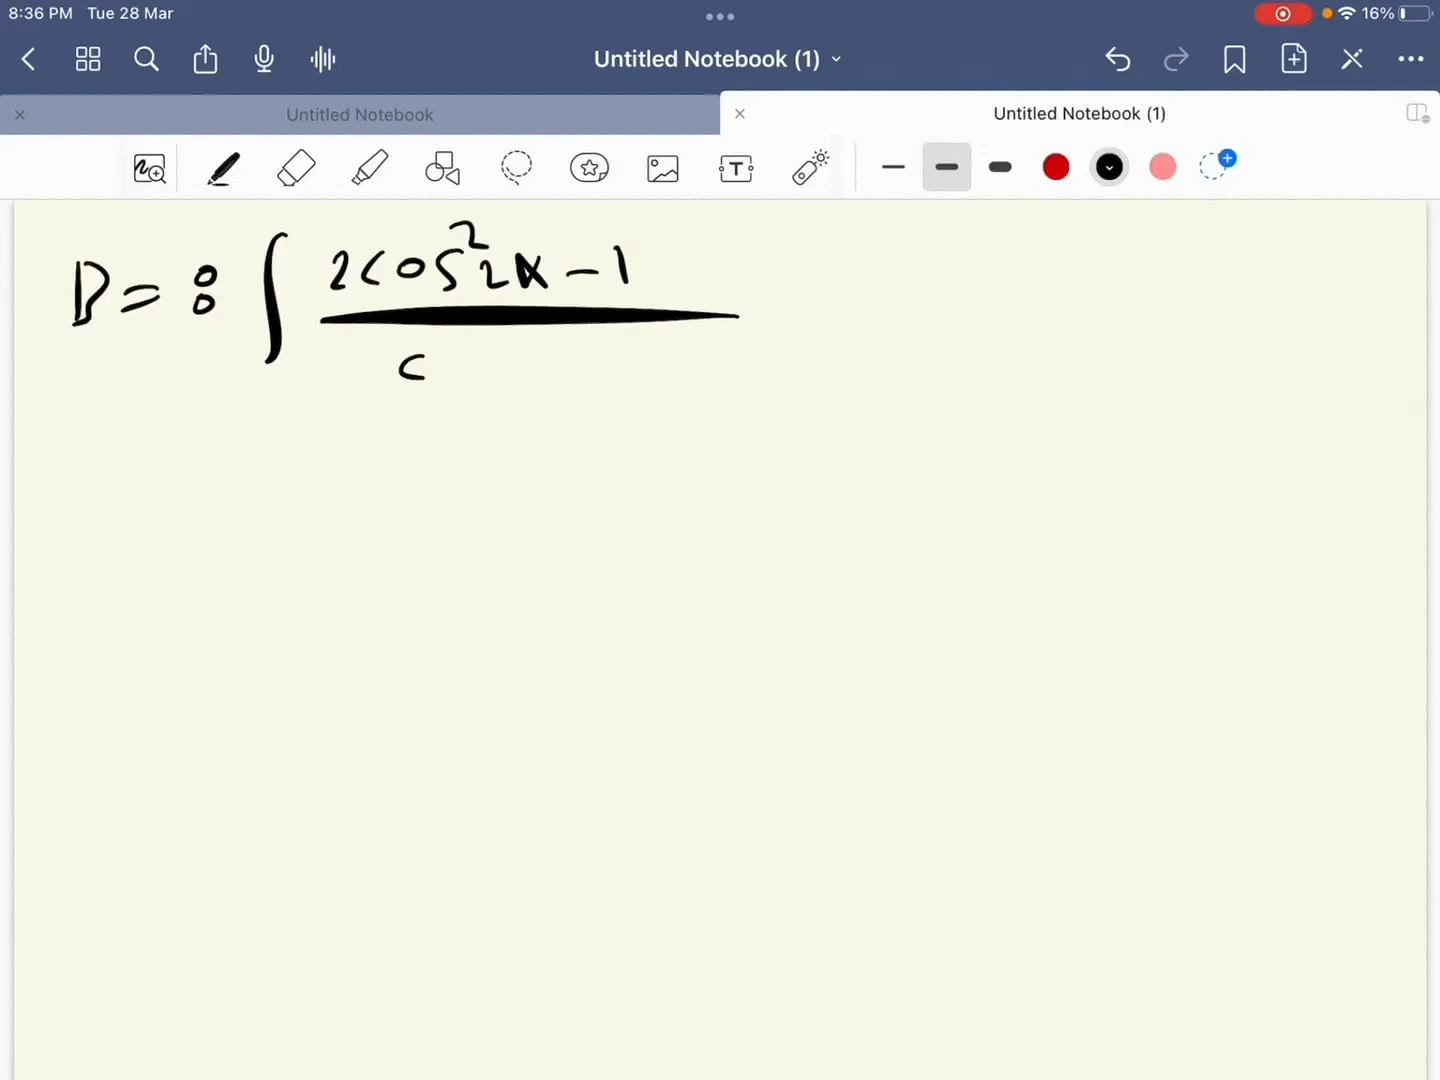 8:36 PM Tue 28 Mar
16%
Untitled Notebook (1)
Untitled Notebook
Untitled Notebook (1)
T
D = 8 ∫ 2cos²2x - 1
c